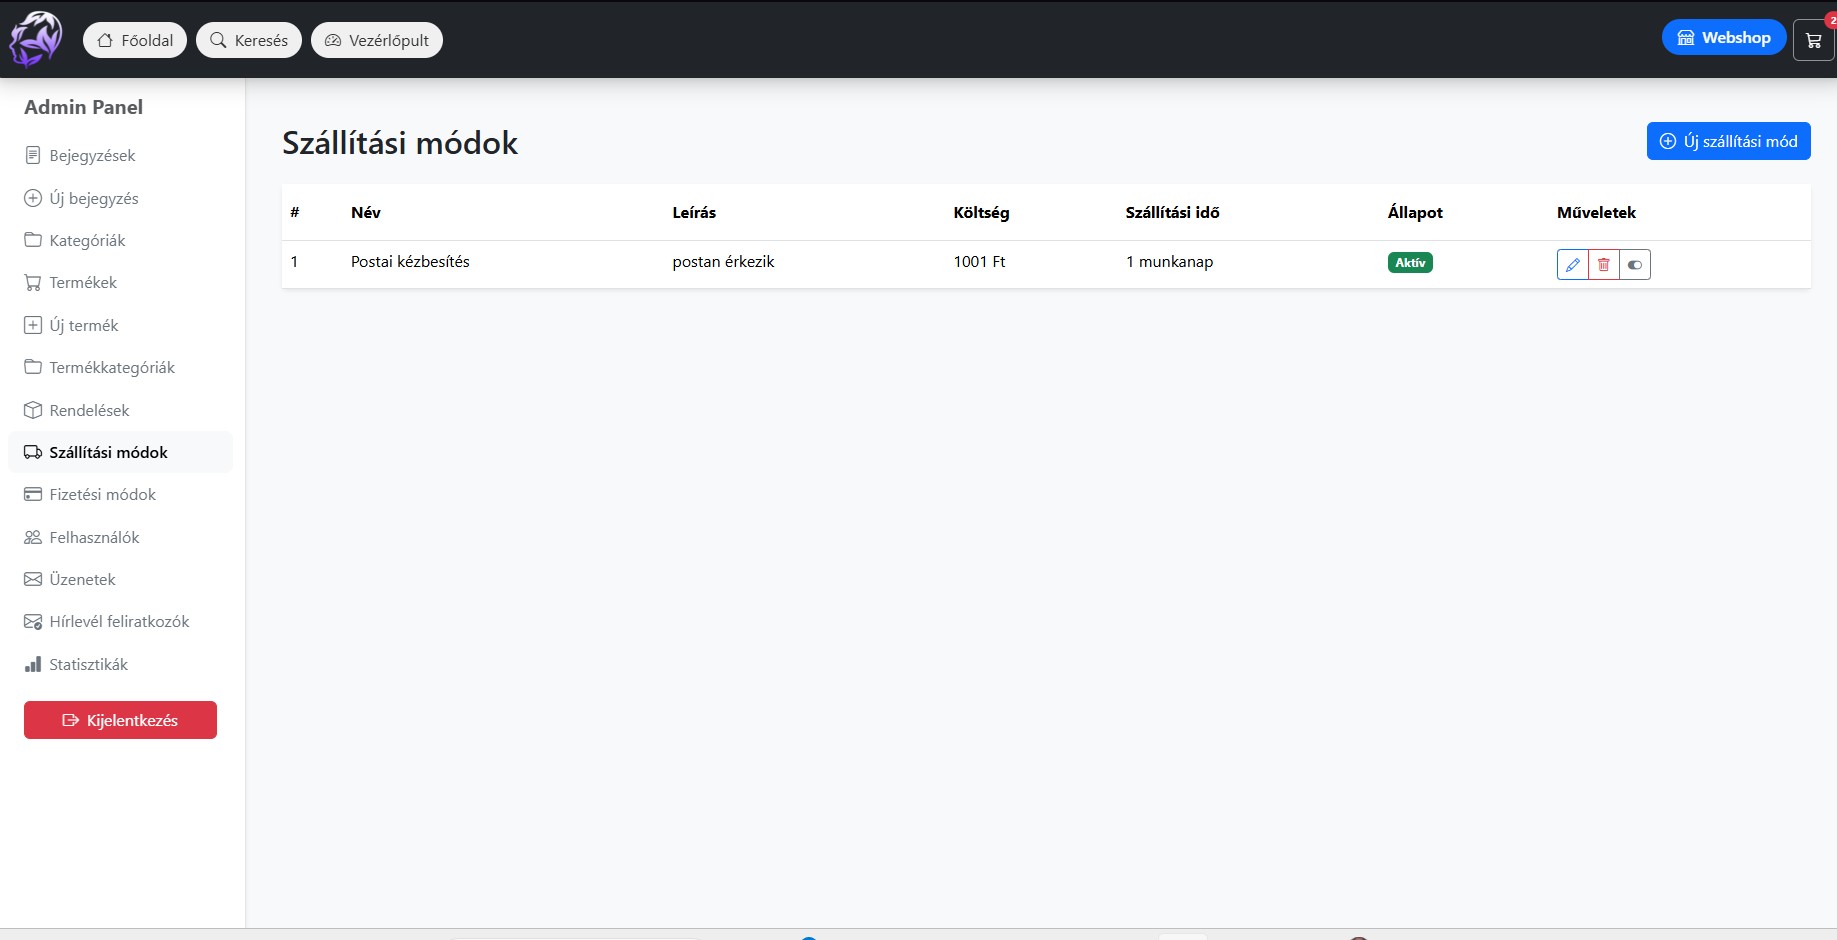 Főoldal
Keresés
Vezérlőpult
Webshop
2
Admin Panel
Bejegyzések
Új bejegyzés
Kategóriák
Termékek
Új termék
Termékkategóriák
Rendelések
Szállítási módok
Fizetési módok
Felhasználók
Üzenetek
Hírlevél feliratkozók
Statisztikák
Kijelentkezés
Szállítási módok
Új szállítási mód
# Név Leírás Költség Szállítási idő Állapot Műveletek
1 Postai kézbesítés postan érkezik 1001 Ft 1 munkanap Aktív